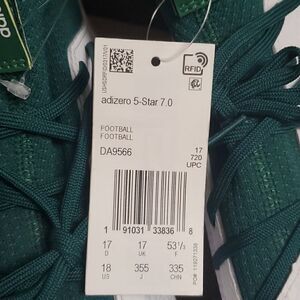 RFID
adizero 5-Star 7.0
FOOTBALL
FOOTBALL
DA9566
17
720
UPC
1 91031 33836 8
17 17 53⅓
D UK F
18 355 335
US J CHN